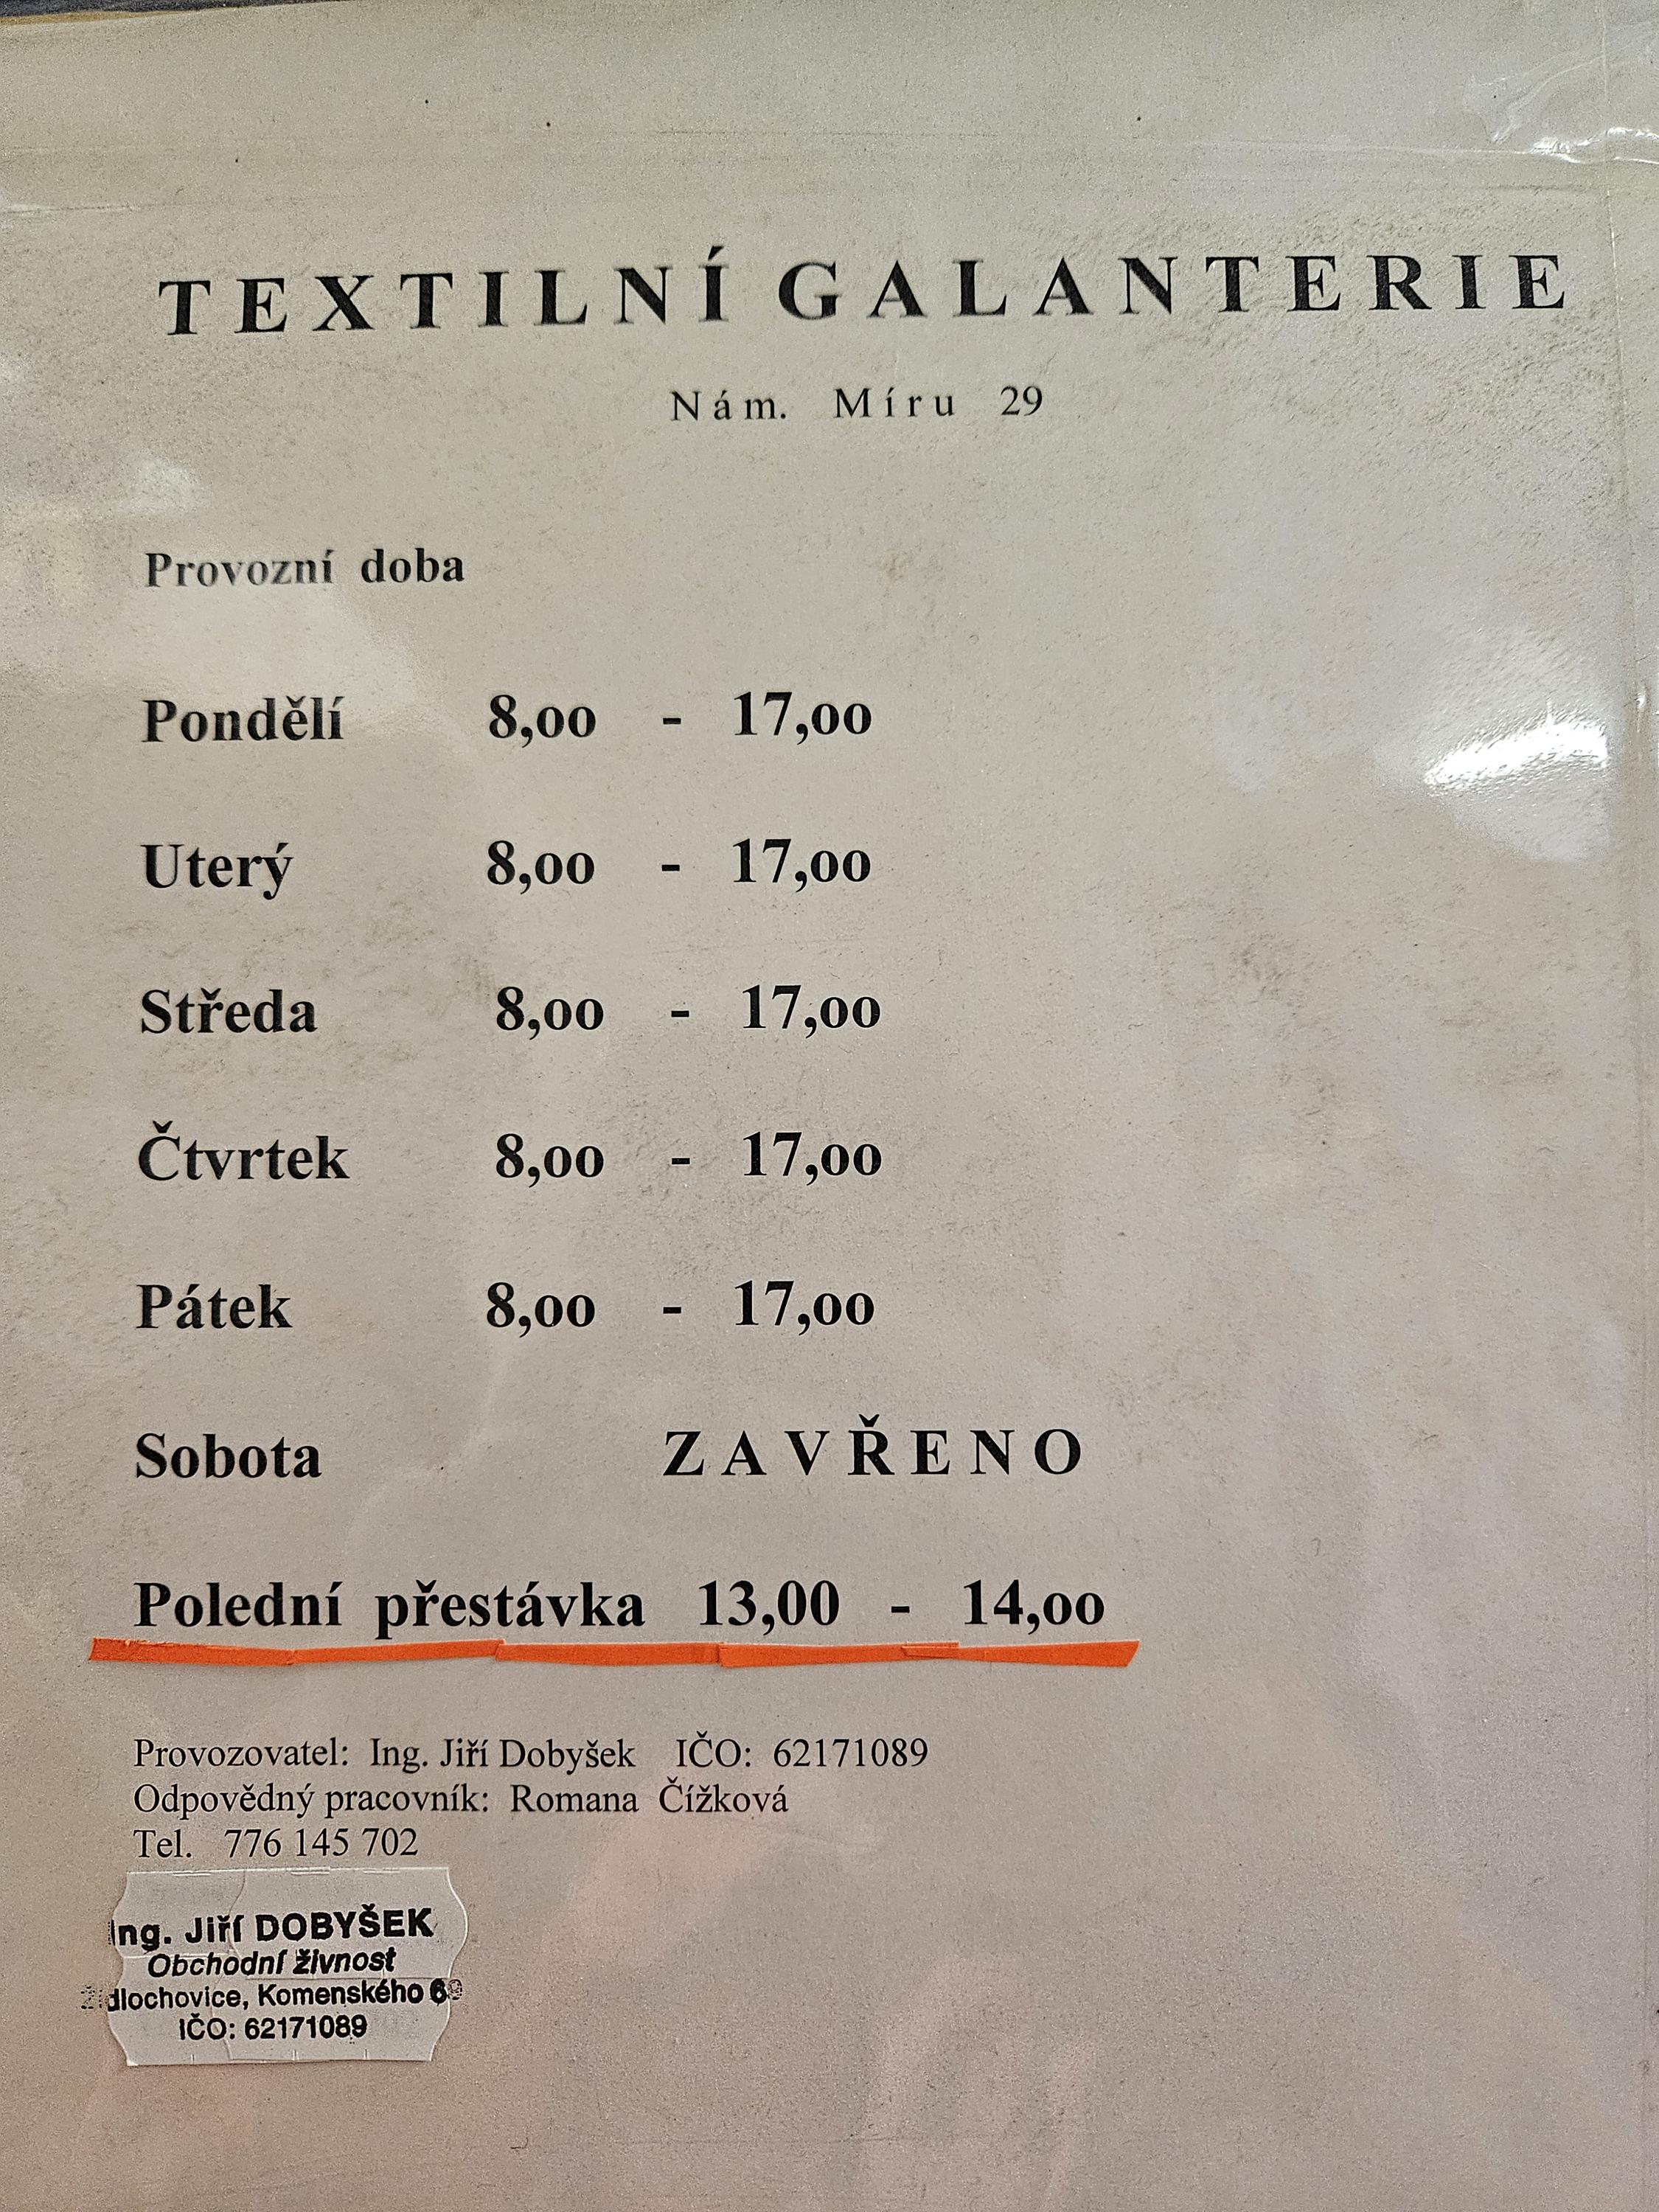 TEXTILNÍ GALANTERIE
Nám. Míru 29
Provozní doba
Pondělí 8,oo - 17,oo
Uterý 8,oo - 17,oo
Středa 8,oo - 17,oo
Čtvrtek 8,oo - 17,oo
Pátek 8,oo - 17,oo
Sobota ZAVŘENO
Polední přestávka 13,00 - 14,oo
Provozovatel: Ing. Jiří Dobyšek IČO: 62171089
Odpovědný pracovník: Romana Čížková
Tel. 776 145 702
Ing. Jiří DOBYŠEK
Obchodní živnost
Židlochovice, Komenského
IČO: 62171089